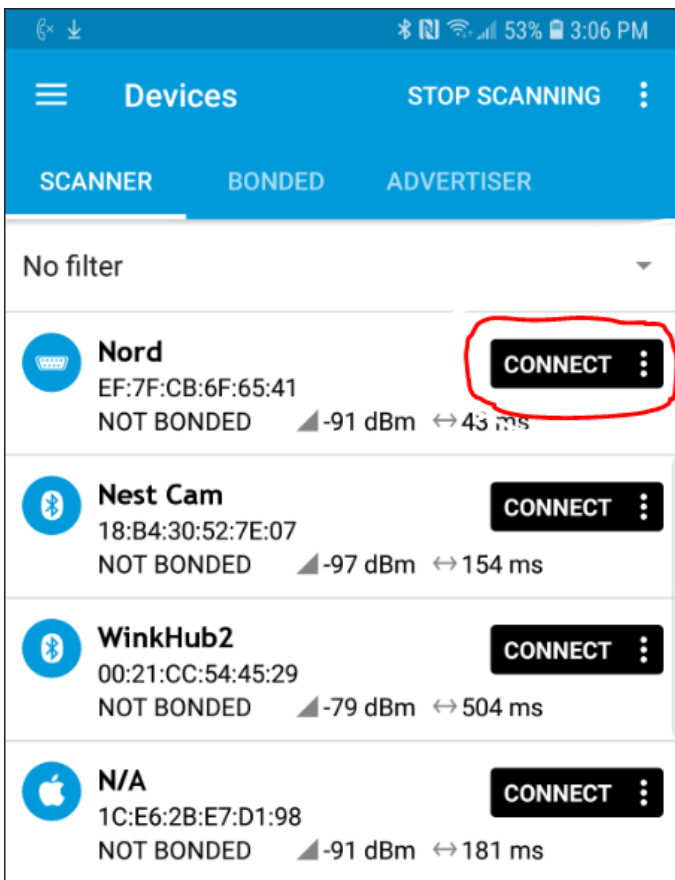 53% 3:06 PM
Devices STOP SCANNING
SCANNER BONDED ADVERTISER
No filter
Nord
CONNECT
EF:7F:CB:6F:65:41
NOT BONDED -91 dBm 43 ms
Nest Cam
CONNECT
18:B4:30:52:7E:07
NOT BONDED -97 dBm 154 ms
WinkHub2
CONNECT
00:21:CC:54:45:29
NOT BONDED -79 dBm 504 ms
N/A
CONNECT
1C:E6:2B:E7:D1:98
NOT BONDED -91 dBm 181 ms